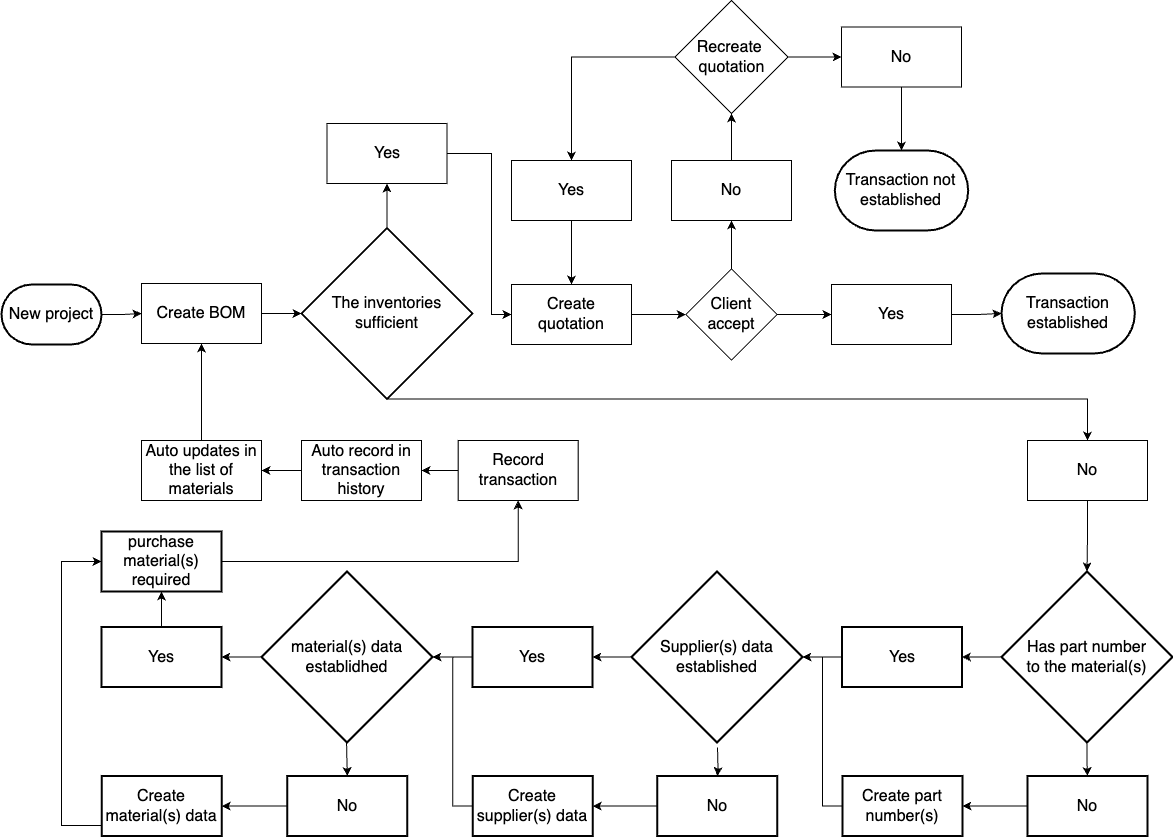 Recreate
quotation
No
Yes
Yes
No
Transaction not
established
New project
Create BOM
The inventories
sufficient
Create
quotation
Client
accept
Yes
Transaction
established
Auto updates in
the list of
materials
Auto record in
transaction
history
Record
transaction
No
purchase
material(s)
required
Yes
material(s) data
establidhed
Yes
Supplier(s) data
established
Yes
Has part number
to the material(s)
Create
material(s) data
No
Create
supplier(s) data
No
Create part
number(s)
No